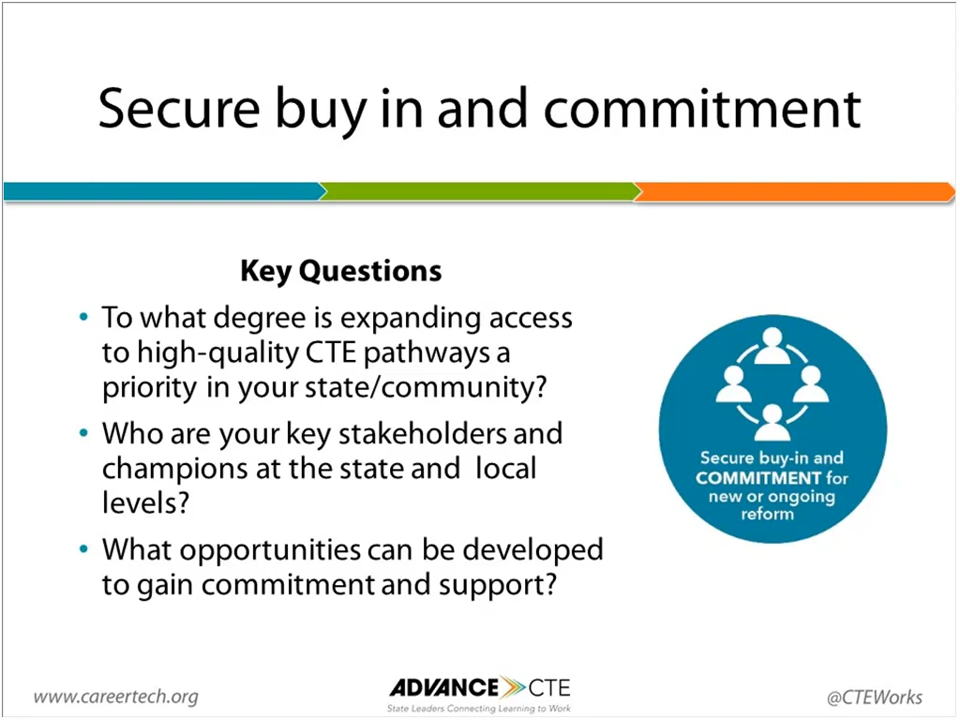 Secure buy in and commitment
Key Questions
• To what degree is expanding access
to high-quality CTE pathways a
priority in your state/community?
• Who are your key stakeholders and
champions at the state and local
levels?
• What opportunities can be developed
to gain commitment and support?
Secure buy-in and
COMMITMENT for
new or ongoing
reform
www.careertech.org
ADVANCE CTE
State Leaders Connecting Learning to Work
@CTEWorks